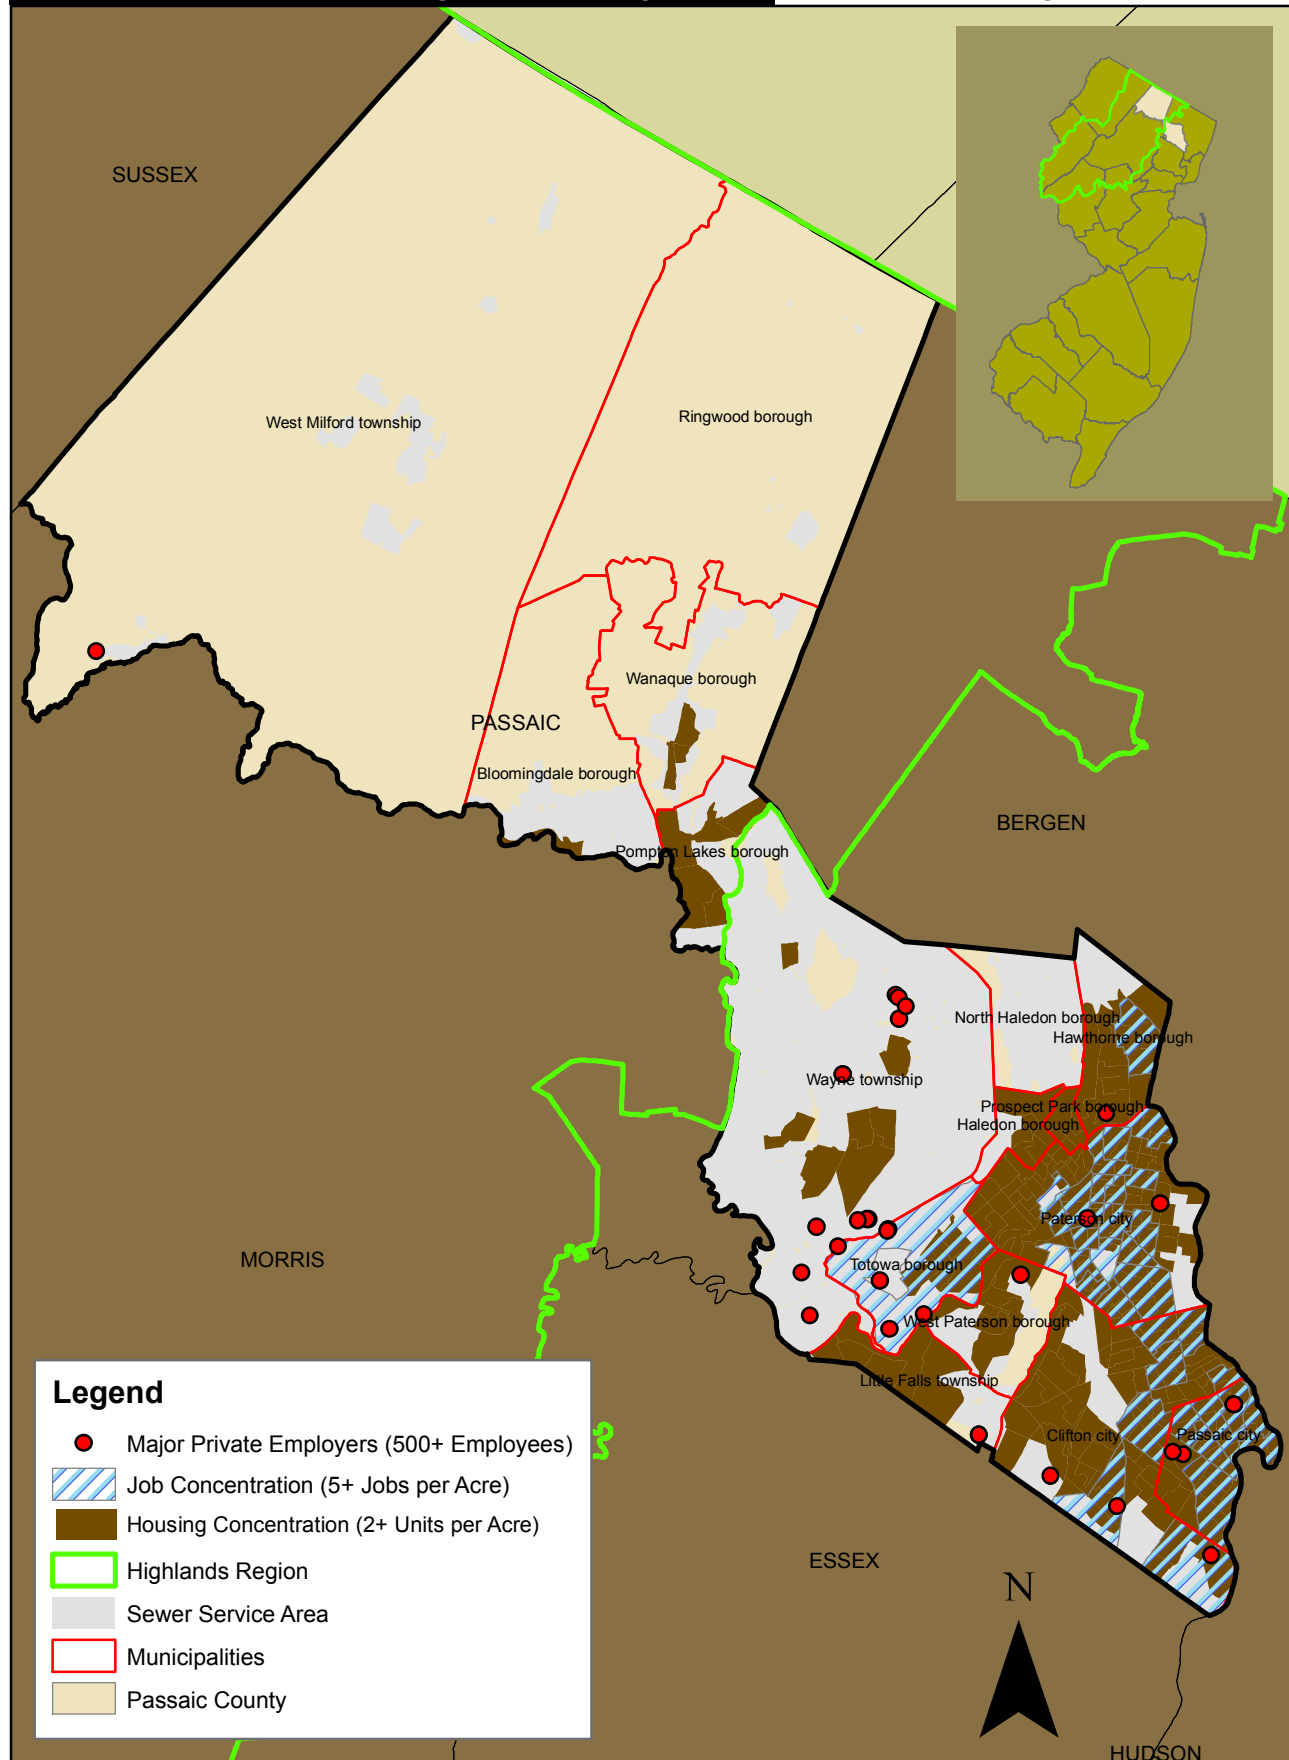 SUSSEX
West Milford township
Ringwood borough
Wanaque borough
PASSAIC
Bloomingdale borough
BERGEN
Pompton Lakes borough
North Haledon borough
Hawthorne borough
Wayne township
Prospect Park borough
Haledon borough
Paterson city
MORRIS
Totowa borough
West Paterson borough
Little Falls township
Clifton city
Passaic city
ESSEX
N
HUDSON
Legend
Major Private Employers (500+ Employees)
Job Concentration (5+ Jobs per Acre)
Housing Concentration (2+ Units per Acre)
Highlands Region
Sewer Service Area
Municipalities
Passaic County